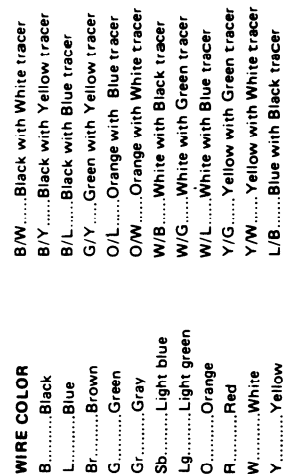 WIRE COLOR
B.........Black
L.........Blue
Br........Brown
G.........Green
Gr........Gray
Sb........Light blue
Lg........Light green
O.........Orange
R.........Red
W.........White
Y.........Yellow
B/W.....Black with White tracer
B/Y.....Black with Yellow tracer
B/L......Black with Blue tracer
G/Y.....Green with Yellow tracer
O/L......Orange with Blue tracer
O/W.....Orange with White tracer
W/B.....White with Black tracer
W/G.....White with Green tracer
W/L......White with Blue tracer
Y/G......Yellow with Green tracer
Y/W......Yellow with White tracer
L/B......Blue with Black tracer